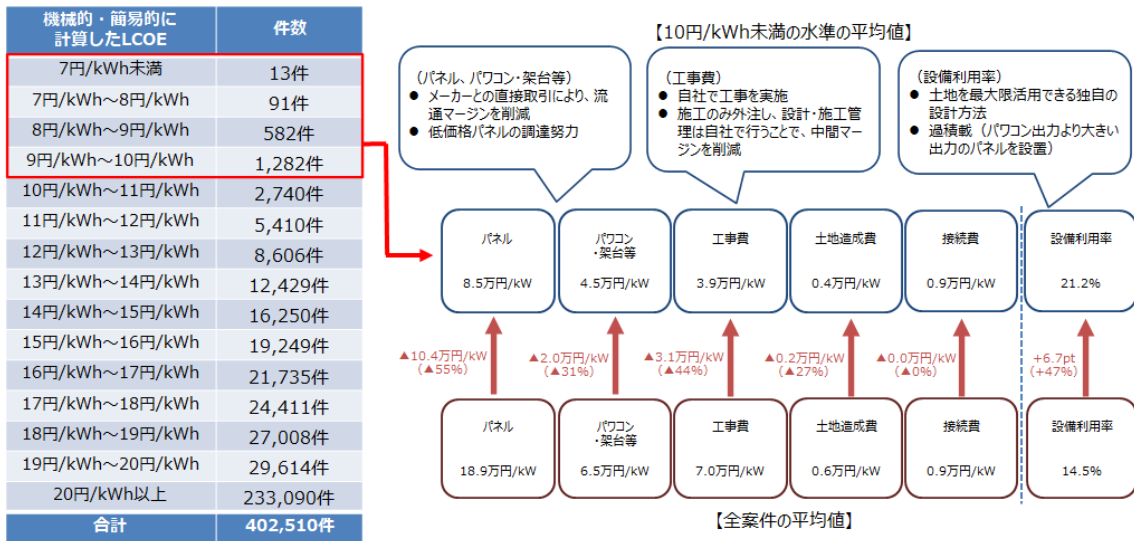 機械的・簡易的に
計算したLCOE 件数
7円/kWh未満 13件
7円/kWh～8円/kWh 91件
8円/kWh～9円/kWh 582件
9円/kWh～10円/kWh 1,282件
10円/kWh～11円/kWh 2,740件
11円/kWh～12円/kWh 5,410件
12円/kWh～13円/kWh 8,606件
13円/kWh～14円/kWh 12,429件
14円/kWh～15円/kWh 16,250件
15円/kWh～16円/kWh 19,249件
16円/kWh～17円/kWh 21,735件
17円/kWh～18円/kWh 24,411件
18円/kWh～19円/kWh 27,008件
19円/kWh～20円/kWh 29,614件
20円/kWh以上 233,090件
合計 402,510件
【10円/kWh未満の水準の平均値】
（パネル、パワコン・架台等）
● メーカーとの直接取引により、流
通マージンを削減
● 低価格パネルの調達努力
（工事費）
● 自社で工事を実施
● 施工のみ外注し、設計・施工管
理は自社で行うことで、中間マー
ジンを削減
（設備利用率）
● 土地を最大限活用できる独自の
設計方法
● 過積載（パワコン出力より大きい
出力のパネルを設置）
パネル
8.5万円/kW
パワコン
・架台等
4.5万円/kW
工事費
3.9万円/kW
土地造成費
0.4万円/kW
接続費
0.9万円/kW
設備利用率
21.2%
▲10.4万円/kW
（▲55%）
▲2.0万円/kW
（▲31%）
▲3.1万円/kW
（▲44%）
▲0.2万円/kW
（▲27%）
▲0.0万円/kW
（▲0%）
+6.7pt
（+47%）
パネル
18.9万円/kW
パワコン
・架台等
6.5万円/kW
工事費
7.0万円/kW
土地造成費
0.6万円/kW
接続費
0.9万円/kW
設備利用率
14.5%
【全案件の平均値】